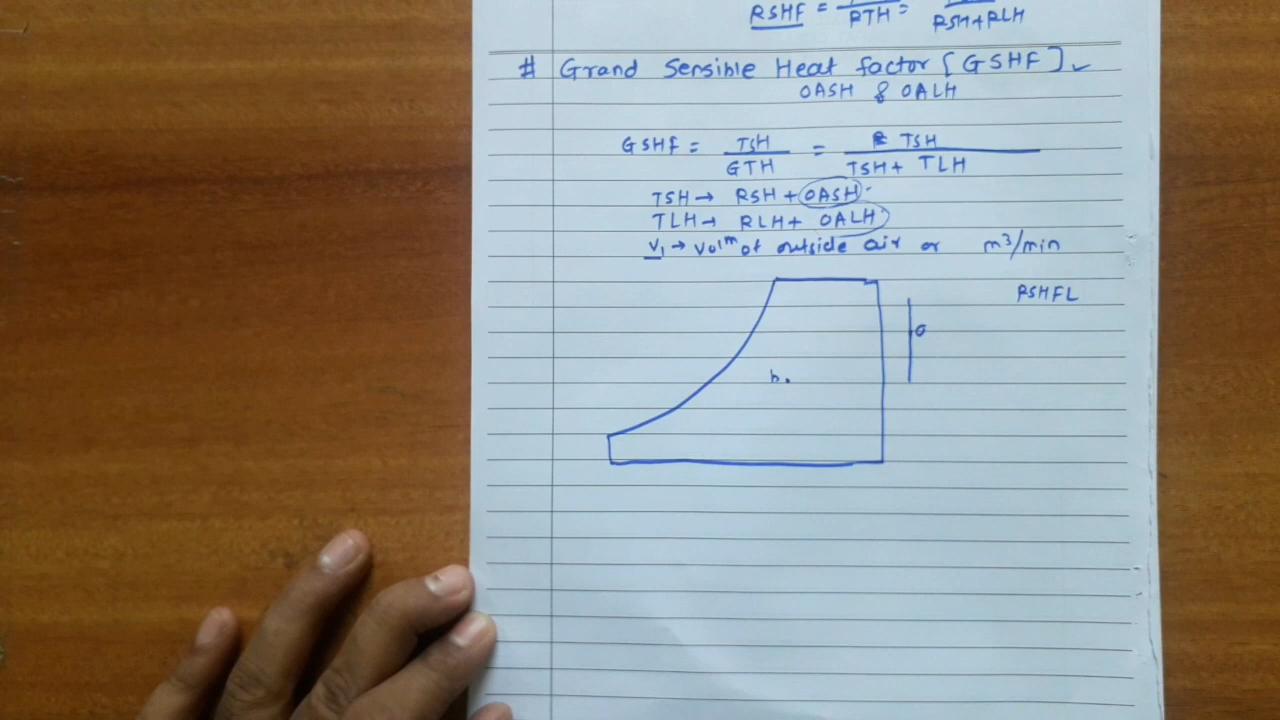 RSHF = RTH = RSH+RLH
# Grand Sensible Heat factor [GSHF]
OASH & OALH
GSHF = TSH / GTH = TSH / TSH + TLH
TSH → RSH + OASH
TLH → RLH + OALH
V1 → Volm of outside air or m³/min
RSHFL
a
b.